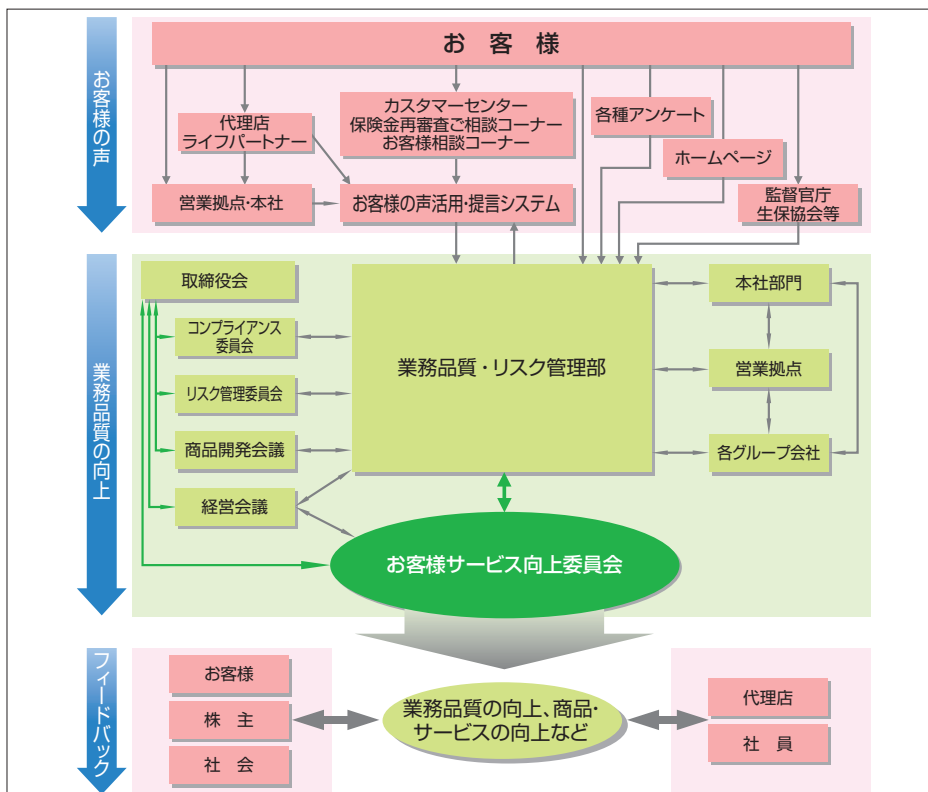 お客様の声
お 客 様
代理店
ライフパートナー
カスタマーセンター
保険金再審査ご相談コーナー
お客様相談コーナー
各種アンケート
ホームページ
営業拠点・本社
お客様の声活用・提言システム
監督官庁
生保協会等
業務品質の向上
取締役会
コンプライアンス
委員会
リスク管理委員会
商品開発会議
経営会議
業務品質・リスク管理部
本社部門
営業拠点
各グループ会社
お客様サービス向上委員会
フィードバック
お客様
株 主
社 会
業務品質の向上、商品・
サービスの向上など
代理店
社 員